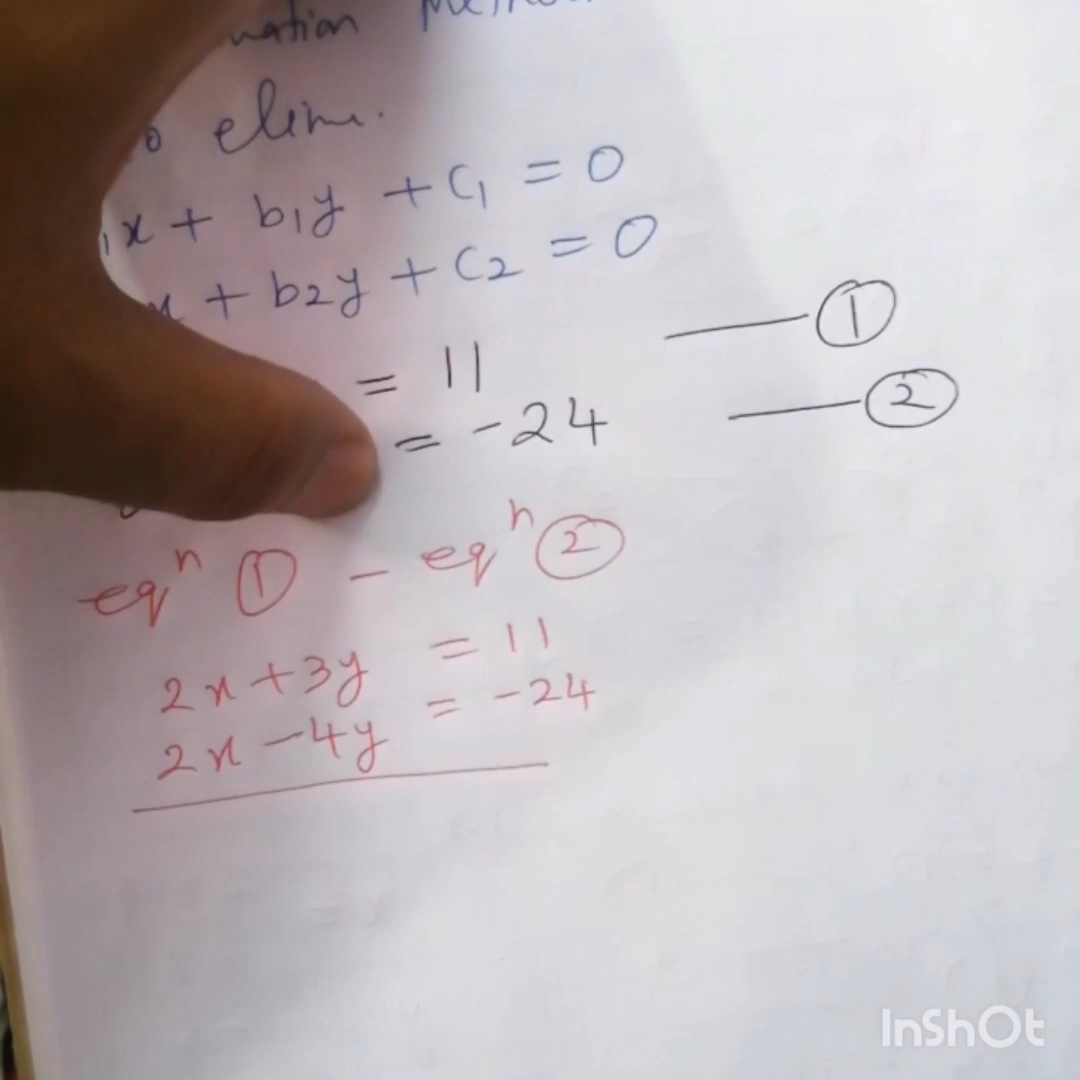 elim.
x + b₁y + C₁ = 0
x + b₂y + C₂ = 0
= 11 —— ①
= -24 —— ②
eqⁿ ① - eqⁿ ②
2x + 3y = 11
2x - 4y = -24
InShOt